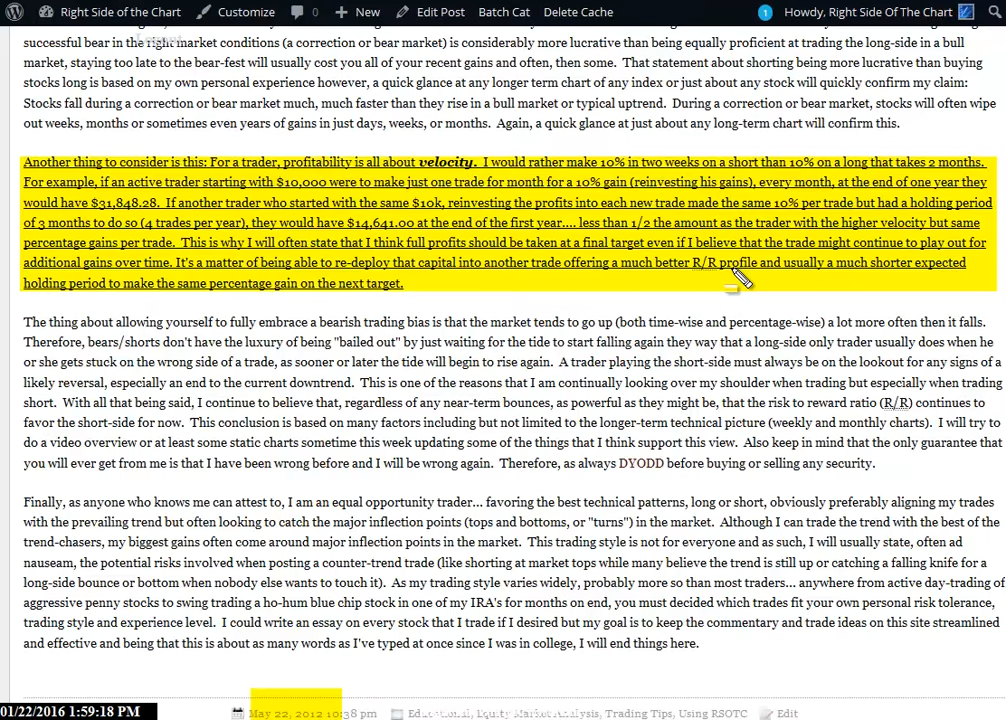 Right Side of the Chart Customize 0 New Edit Post Batch Cat Delete Cache 1 Howdy, Right Side Of The Chart
successful bear in the right market conditions (a correction or bear market) is considerably more lucrative than being equally proficient at trading the long-side in a bull
market, staying too late to the bear-fest will usually cost you all of your recent gains and often, then some. That statement about shorting being more lucrative than buying
stocks long is based on my own personal experience however, a quick glance at any longer term chart of any index or just about any stock will quickly confirm my claim:
Stocks fall during a correction or bear market much, much faster than they rise in a bull market or typical uptrend. During a correction or bear market, stocks will often wipe
out weeks, months or sometimes even years of gains in just days, weeks, or months. Again, a quick glance at just about any long-term chart will confirm this.
Another thing to consider is this: For a trader, profitability is all about velocity. I would rather make 10% in two weeks on a short than 10% on a long that takes 2 months.
For example, if an active trader starting with $10,000 were to make just one trade for month for a 10% gain (reinvesting his gains), every month, at the end of one year they
would have $31,848.28. If another trader who started with the same $10k, reinvesting the profits into each new trade made the same 10% per trade but had a holding period
of 3 months to do so (4 trades per year), they would have $14,641.00 at the end of the first year.... less than 1/2 the amount as the trader with the higher velocity but same
percentage gains per trade. This is why I will often state that I think full profits should be taken at a final target even if I believe that the trade might continue to play out for
additional gains over time. It's a matter of being able to re-deploy that capital into another trade offering a much better R/R profile and usually a much shorter expected
holding period to make the same percentage gain on the next target.
The thing about allowing yourself to fully embrace a bearish trading bias is that the market tends to go up (both time-wise and percentage-wise) a lot more often then it falls.
Therefore, bears/shorts don't have the luxury of being "bailed out" by just waiting for the tide to start falling again they way that a long-side only trader usually does when he
or she gets stuck on the wrong side of a trade, as sooner or later the tide will begin to rise again. A trader playing the short-side must always be on the lookout for any signs of a
likely reversal, especially an end to the current downtrend. This is one of the reasons that I am continually looking over my shoulder when trading but especially when trading
short. With all that being said, I continue to believe that, regardless of any near-term bounces, as powerful as they might be, that the risk to reward ratio (R/R) continues to
favor the short-side for now. This conclusion is based on many factors including but not limited to the longer-term technical picture (weekly and monthly charts). I will try to
do a video overview or at least some static charts sometime this week updating some of the things that I think support this view. Also keep in mind that the only guarantee that
you will ever get from me is that I have been wrong before and I will be wrong again. Therefore, as always DYODD before buying or selling any security.
Finally, as anyone who knows me can attest to, I am an equal opportunity trader... favoring the best technical patterns, long or short, obviously preferably aligning my trades
with the prevailing trend but often looking to catch the major inflection points (tops and bottoms, or "turns") in the market. Although I can trade the trend with the best of the
trend-chasers, my biggest gains often come around major inflection points in the market. This trading style is not for everyone and as such, I will usually state, often ad
nauseam, the potential risks involved when posting a counter-trend trade (like shorting at market tops while many believe the trend is still up or catching a falling knife for a
long-side bounce or bottom when nobody else wants to touch it). As my trading style varies widely, probably more so than most traders... anywhere from active day-trading of
aggressive penny stocks to swing trading a ho-hum blue chip stock in one of my IRA's for months on end, you must decided which trades fit your own personal risk tolerance,
trading style and experience level. I could write an essay on every stock that I trade if I desired but my goal is to keep the commentary and trade ideas on this site streamlined
and effective and being that this is about as many words as I've typed at once since I was in college, I will end things here.
01/22/2016 1:59:18 PM May 22, 2012 10:38 pm Educational, Equity Market Analysis, Trading Tips, Using RSOTC Edit